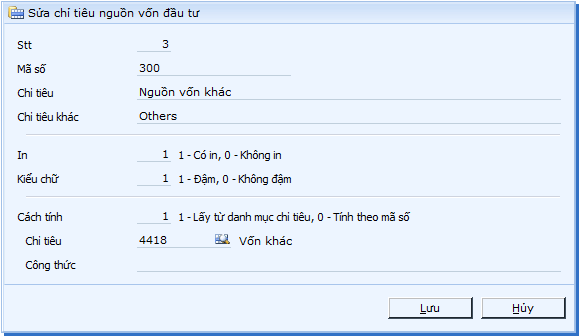 Sửa chỉ tiêu nguồn vốn đầu tư
Stt 3
Mã số 300
Chỉ tiêu Nguồn vốn khác
Chỉ tiêu khác Others
In 1 1 - Có in, 0 - Không in
Kiểu chữ 1 1 - Đậm, 0 - Không đậm
Cách tính 1 1 - Lấy từ danh mục chỉ tiêu, 0 - Tính theo mã số
Chỉ tiêu 4418 Vốn khác
Công thức
Lưu Hủy